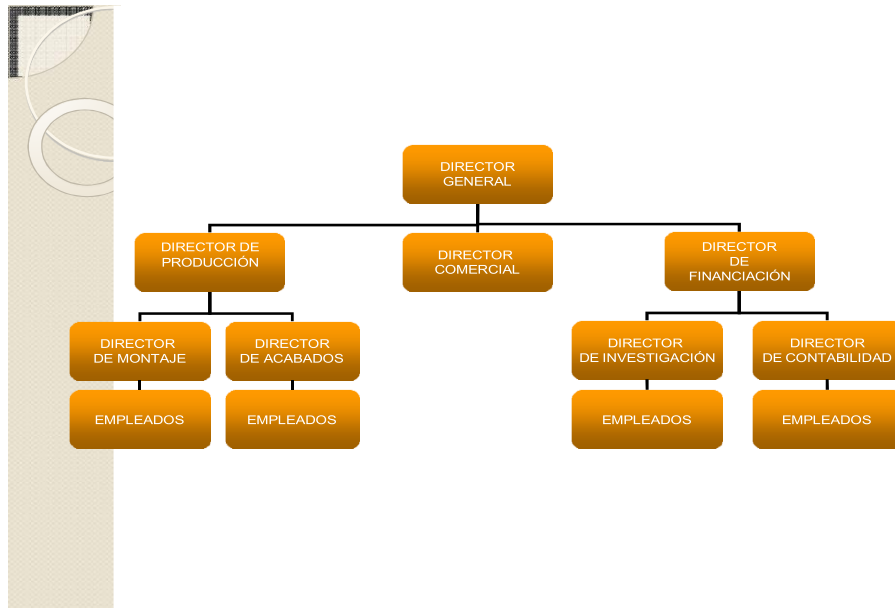 DIRECTOR
GENERAL
DIRECTOR DE
PRODUCCIÓN
DIRECTOR
COMERCIAL
DIRECTOR
DE
FINANCIACIÓN
DIRECTOR
DE MONTAJE
DIRECTOR
DE ACABADOS
DIRECTOR
DE INVESTIGACIÓN
DIRECTOR
DE CONTABILIDAD
EMPLEADOS
EMPLEADOS
EMPLEADOS
EMPLEADOS